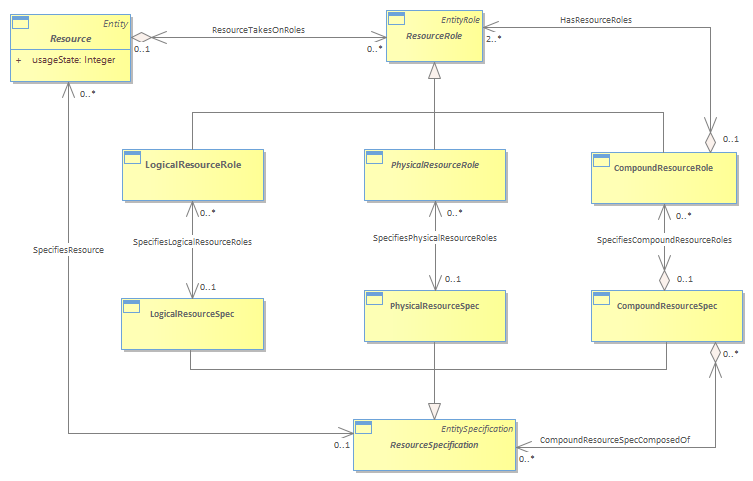 Entity
Resource
+ usageState: Integer
0..1
ResourceTakesOnRoles
0..*
EntityRole
ResourceRole
2..*
HasResourceRoles
0..1
0..*
LogicalResourceRole
PhysicalResourceRole
CompoundResourceRole
0..*
0..*
0..*
SpecifiesLogicalResourceRoles
SpecifiesPhysicalResourceRoles
SpecifiesCompoundResourceRoles
SpecifiesResource
0..1
0..1
0..1
LogicalResourceSpec
PhysicalResourceSpec
CompoundResourceSpec
0..*
EntitySpecification
ResourceSpecification
0..1
CompoundResourceSpecComposedOf
0..*